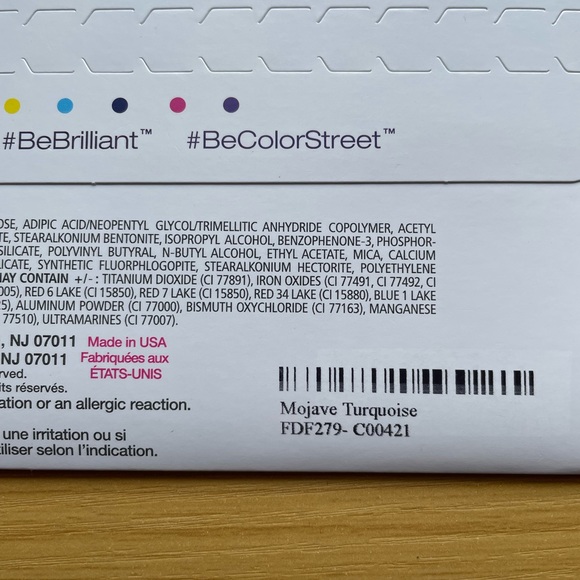 #BeBrilliant™ #BeColorStreet™
OSE, ADIPIC ACID/NEOPENTYL GLYCOL/TRIMELLITIC ANHYDRIDE COPOLYMER, ACETYL
TE, STEARALKONIUM BENTONITE, ISOPROPYL ALCOHOL, BENZOPHENONE-3, PHOSPHOR-
SILICATE, POLYVINYL BUTYRAL, N-BUTYL ALCOHOL, ETHYL ACETATE, MICA, CALCIUM
LICATE, SYNTHETIC FLUORPHLOGOPITE, STEARALKONIUM HECTORITE, POLYETHYLENE
MAY CONTAIN +/- : TITANIUM DIOXIDE (CI 77891), IRON OXIDES (CI 77491, CI 77492, CI
005), RED 6 LAKE (CI 15850), RED 7 LAKE (CI 15850), RED 34 LAKE (CI 15880), BLUE 1 LAKE
25), ALUMINUM POWDER (CI 77000), BISMUTH OXYCHLORIDE (CI 77163), MANGANESE
77510), ULTRAMARINES (CI 77007).
, NJ 07011 Made in USA
, NJ 07011 Fabriquées aux
rved. ÉTATS-UNIS
its réservés.
ation or an allergic reaction.
une irritation ou si
tiliser selon l'indication.
Mojave Turquoise
FDF279- C00421